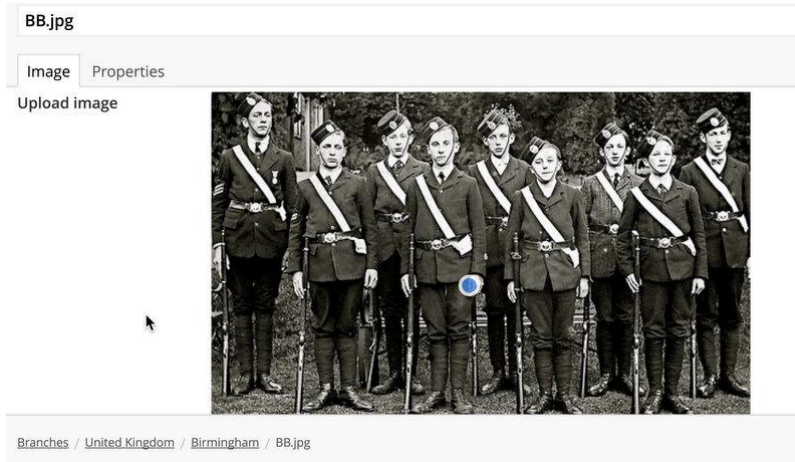 BB.jpg
Image Properties
Upload image
Branches / United Kingdom / Birmingham / BB.jpg